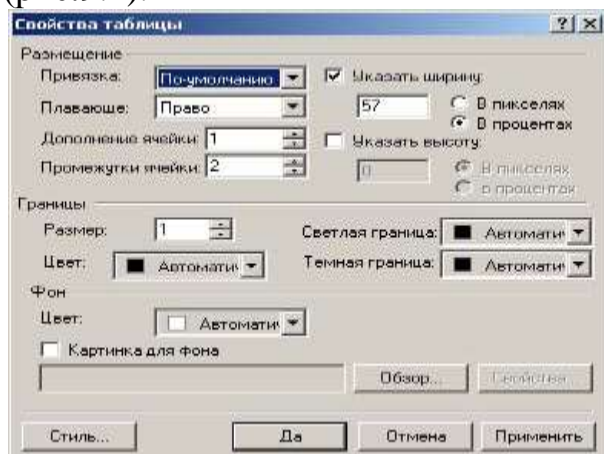 Свойства таблицы
Размещение
Привязка: По-умолчанию Указать ширину:
Плавающе: Право 57 В пикселях
В процентах
Дополнение ячейки: 1 Указать высоту:
Промежутки ячейки: 2 0 В пикселях
В процентах
Границы
Размер: 1 Светлая граница: Автомати
Цвет: Автомати Темная граница: Автомати
Фон
Цвет: Автомати
Картинка для фона
Обзор... Свойства...
Стиль... Да Отмена Применить